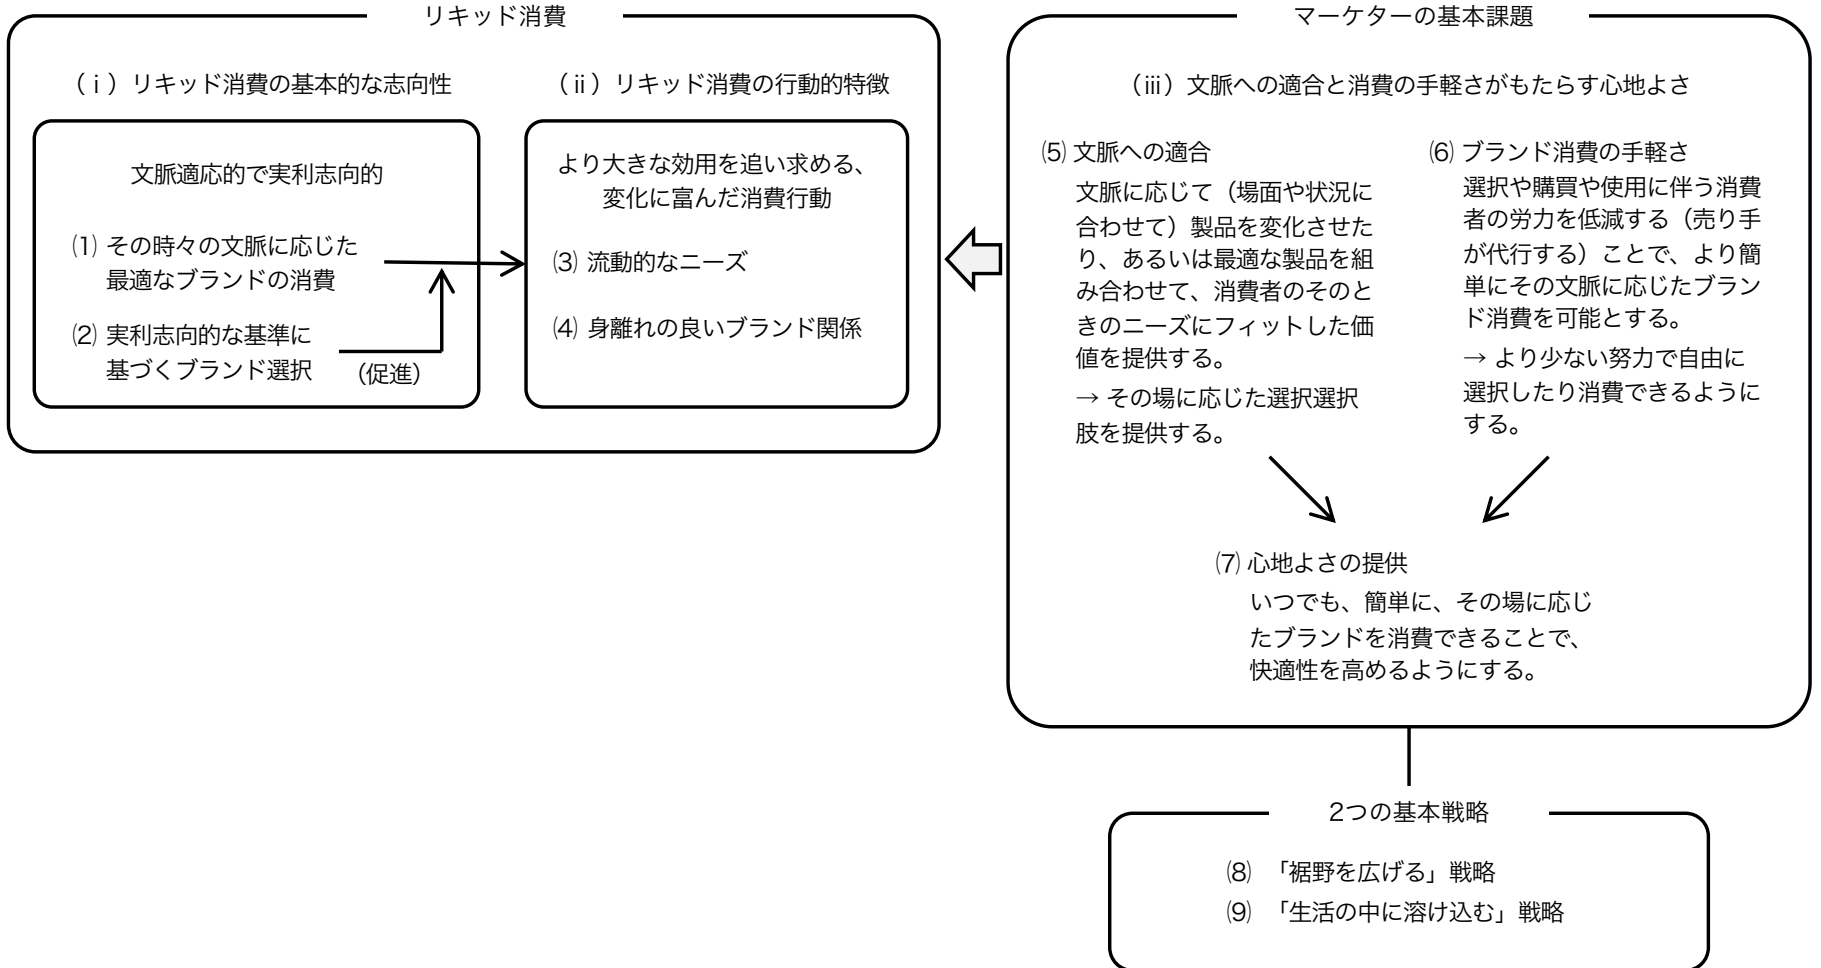 リキッド消費
(ⅰ)リキッド消費の基本的な志向性
文脈適応的で実利志向的
⑴ その時々の文脈に応じた
最適なブランドの消費
⑵ 実利志向的な基準に
基づくブランド選択
(促進)
(ⅱ)リキッド消費の行動的特徴
より大きな効用を追い求める、
変化に富んだ消費行動
⑶ 流動的なニーズ
⑷ 身離れの良いブランド関係
マーケターの基本課題
(ⅲ)文脈への適合と消費の手軽さがもたらす心地よさ
⑸ 文脈への適合
文脈に応じて(場面や状況に
合わせて)製品を変化させた
り、あるいは最適な製品を組
み合わせて、消費者のそのと
きのニーズにフィットした価
値を提供する。
→ その場に応じた選択選択
肢を提供する。
⑹ ブランド消費の手軽さ
選択や購買や使用に伴う消費
者の労力を低減する(売り手
が代行する)ことで、より簡
単にその文脈に応じたブラン
ド消費を可能とする。
→ より少ない努力で自由に
選択したり消費できるように
する。
⑺ 心地よさの提供
いつでも、簡単に、その場に応じ
たブランドを消費できることで、
快適性を高めるようにする。
2つの基本戦略
⑻ 「裾野を広げる」戦略
⑼ 「生活の中に溶け込む」戦略